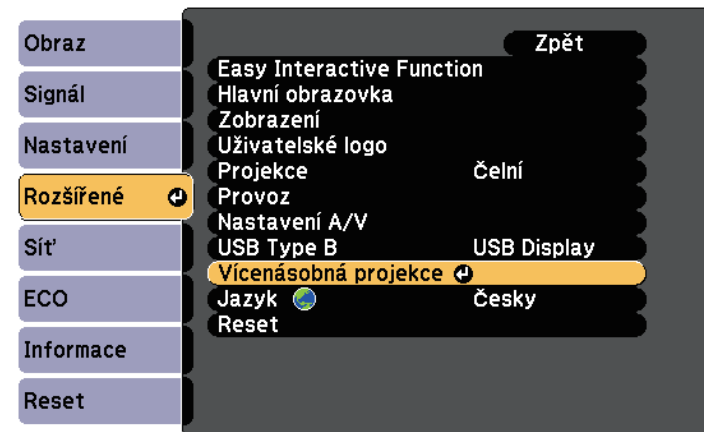 Obraz
Signál
Nastavení
Rozšířené
Síť
ECO
Informace
Reset
Zpět
Easy Interactive Function
Hlavní obrazovka
Zobrazení
Uživatelské logo
Projekce Čelní
Provoz
Nastavení A/V
USB Type B USB Display
Vícenásobná projekce
Jazyk Česky
Reset